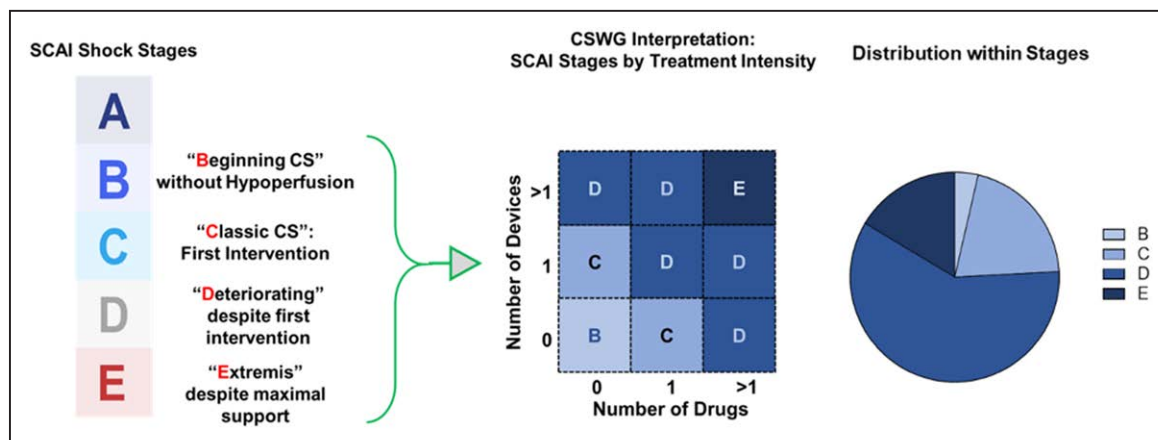 SCAI Shock Stages
A
B
C
D
E
“Beginning CS”
without Hypoperfusion
“Classic CS”:
First Intervention
“Deteriorating”
despite first
intervention
“Extremis”
despite maximal
support
CSWG Interpretation:
SCAI Stages by Treatment Intensity
Number of Devices
>1
D D E
1
C D D
0
B C D
0 1 >1
Number of Drugs
Distribution within Stages
B
C
D
E